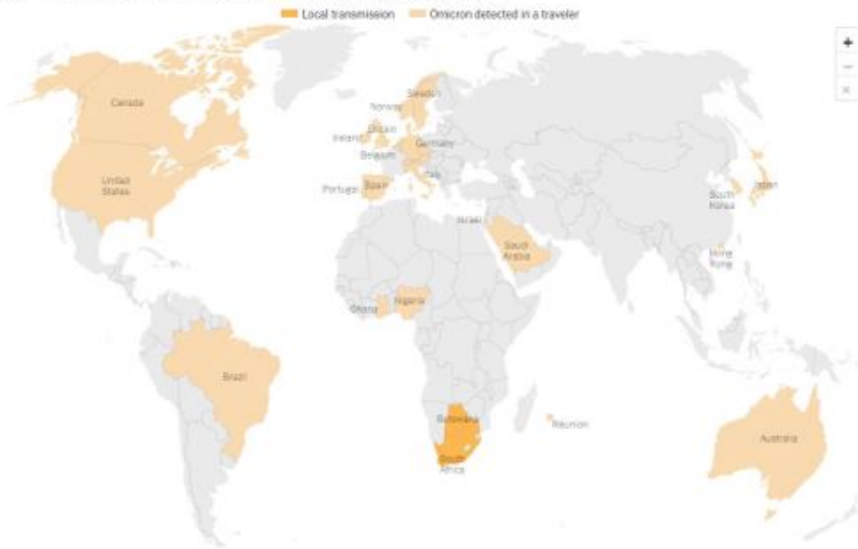 Local transmission Omicron detected in a traveler
+
−
×
Canada
Sweden
Norway
Britain
Ireland
Germany
Belgium
Italy
United
States
Portugal
Spain
South
Korea
Japan
Israel
Saudi
Arabia
Hong
Kong
Ghana
Nigeria
Brazil
Botswana
Reunion
Australia
South
Africa